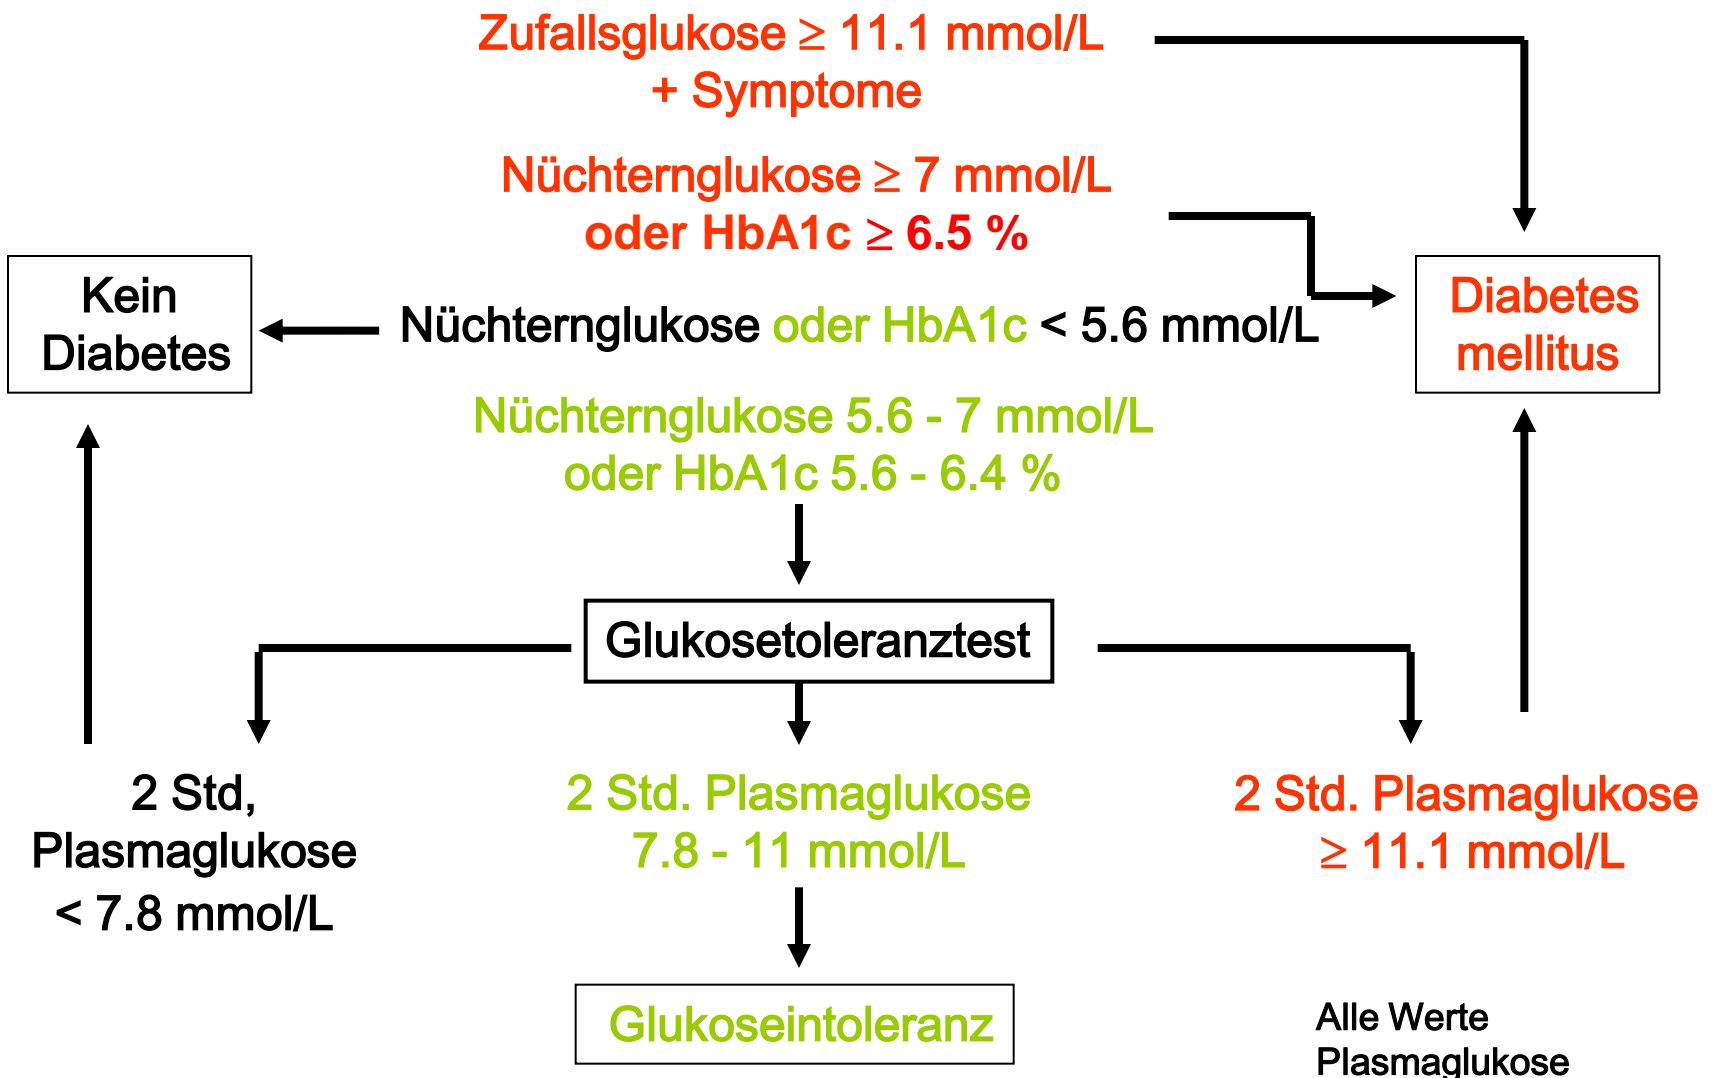 Zufallsglukose ≥ 11.1 mmol/L
+ Symptome
Nüchternglukose ≥ 7 mmol/L
oder HbA1c ≥ 6.5 %
Kein
Diabetes
Nüchternglukose oder HbA1c < 5.6 mmol/L
Diabetes
mellitus
Nüchternglukose 5.6 - 7 mmol/L
oder HbA1c 5.6 - 6.4 %
Glukosetoleranztest
2 Std,
Plasmaglukose
< 7.8 mmol/L
2 Std. Plasmaglukose
7.8 - 11 mmol/L
2 Std. Plasmaglukose
≥ 11.1 mmol/L
Glukoseintoleranz
Alle Werte
Plasmaglukose